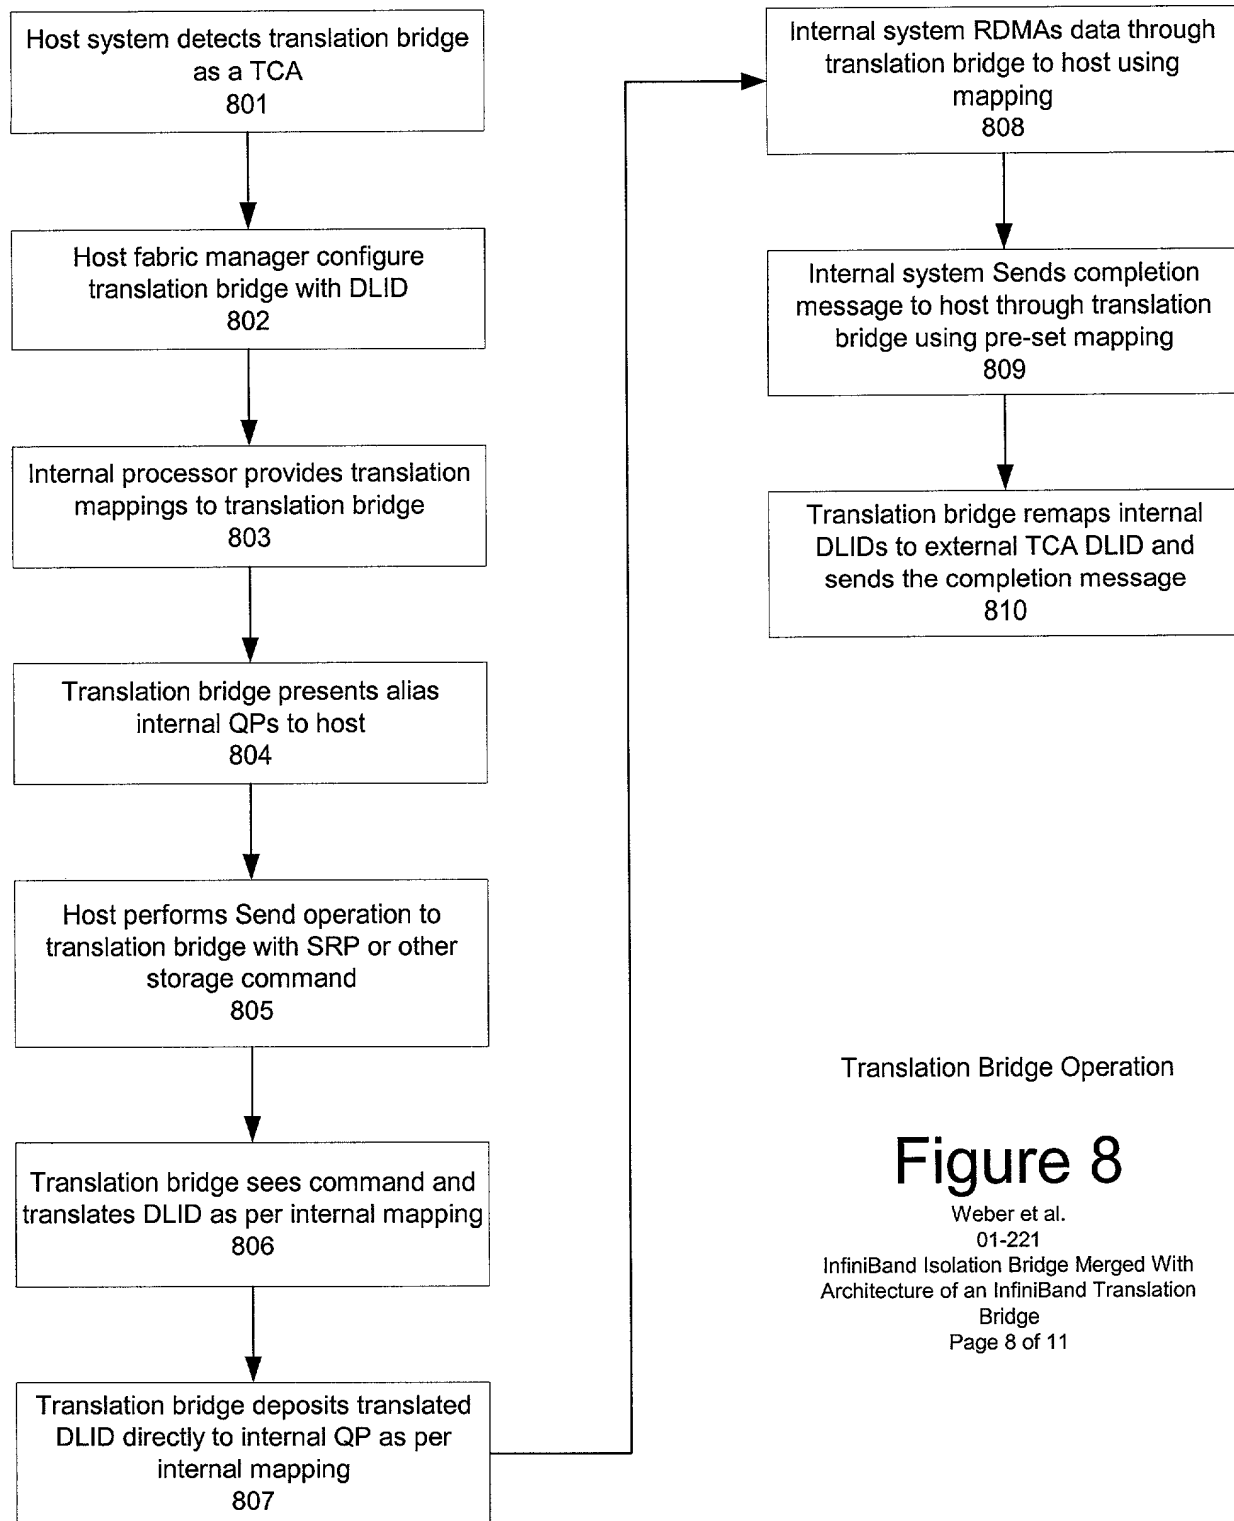 Host system detects translation bridge
as a TCA
801
Host fabric manager configure
translation bridge with DLID
802
Internal processor provides translation
mappings to translation bridge
803
Translation bridge presents alias
internal QPs to host
804
Host performs Send operation to
translation bridge with SRP or other
storage command
805
Translation bridge sees command and
translates DLID as per internal mapping
806
Translation bridge deposits translated
DLID directly to internal QP as per
internal mapping
807
Internal system RDMAs data through
translation bridge to host using
mapping
808
Internal system Sends completion
message to host through translation
bridge using pre-set mapping
809
Translation bridge remaps internal
DLIDs to external TCA DLID and
sends the completion message
810
Translation Bridge Operation
Figure 8
Weber et al.
01-221
InfiniBand Isolation Bridge Merged With
Architecture of an InfiniBand Translation
Bridge
Page 8 of 11